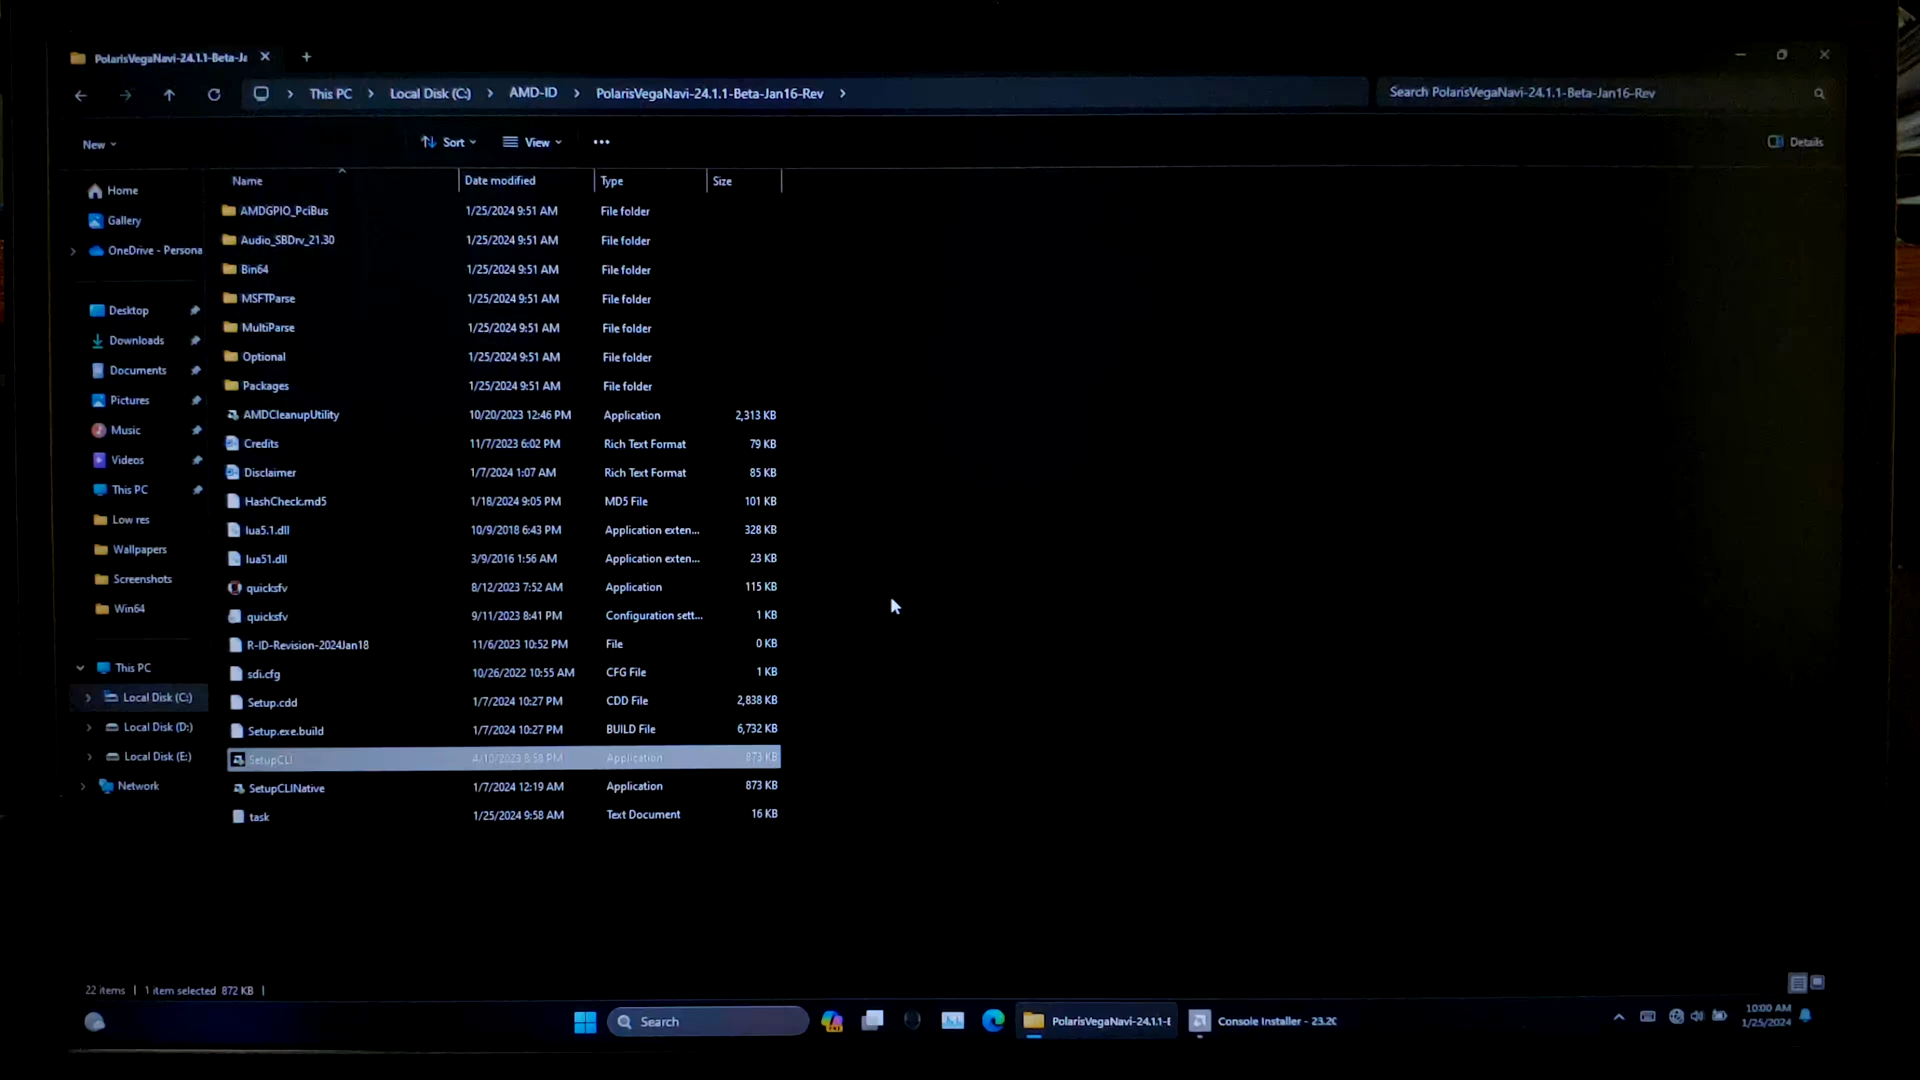 PolarisVegaNavi-24.1.1-Beta-Ja
This PC > Local Disk (C:) > AMD-ID > PolarisVegaNavi-24.1.1-Beta-Jan16-Rev >
Search PolarisVegaNavi-24.1.1-Beta-Jan16-Rev
New Sort View ... Details
Home
Gallery
OneDrive - Persona
Desktop
Downloads
Documents
Pictures
Music
Videos
This PC
Low res
Wallpapers
Screenshots
Win64
This PC
Local Disk (C:)
Local Disk (D:)
Local Disk (E:)
Network
Name Date modified Type Size
AMDGPIO_PciBus 1/25/2024 9:51 AM File folder
Audio_SBDrv_21.30 1/25/2024 9:51 AM File folder
Bin64 1/25/2024 9:51 AM File folder
MSFTParse 1/25/2024 9:51 AM File folder
MultiParse 1/25/2024 9:51 AM File folder
Optional 1/25/2024 9:51 AM File folder
Packages 1/25/2024 9:51 AM File folder
AMDCleanupUtility 10/20/2023 12:46 PM Application 2,313 KB
Credits 11/7/2023 6:02 PM Rich Text Format 79 KB
Disclaimer 1/7/2024 1:07 AM Rich Text Format 85 KB
HashCheck.md5 1/18/2024 9:05 PM MD5 File 101 KB
lua5.1.dll 10/9/2018 6:43 PM Application exten... 328 KB
lua51.dll 3/9/2016 1:56 AM Application exten... 23 KB
quicksfv 8/12/2023 7:52 AM Application 115 KB
quicksfv 9/11/2023 8:41 PM Configuration sett... 1 KB
R-ID-Revision-2024Jan18 11/6/2023 10:52 PM File 0 KB
sdi.cfg 10/26/2022 10:55 AM CFG File 1 KB
Setup.cdd 1/7/2024 10:27 PM CDD File 2,838 KB
Setup.exe.build 1/7/2024 10:27 PM BUILD File 6,732 KB
SetupCLI 4/10/2023 8:58 PM Application 873 KB
SetupCLINative 1/7/2024 12:19 AM Application 873 KB
task 1/25/2024 9:58 AM Text Document 16 KB
22 items 1 item selected 872 KB
Search
PolarisVegaNavi-24.1.1-B
Console Installer - 23.20
10:00 AM
1/25/2024